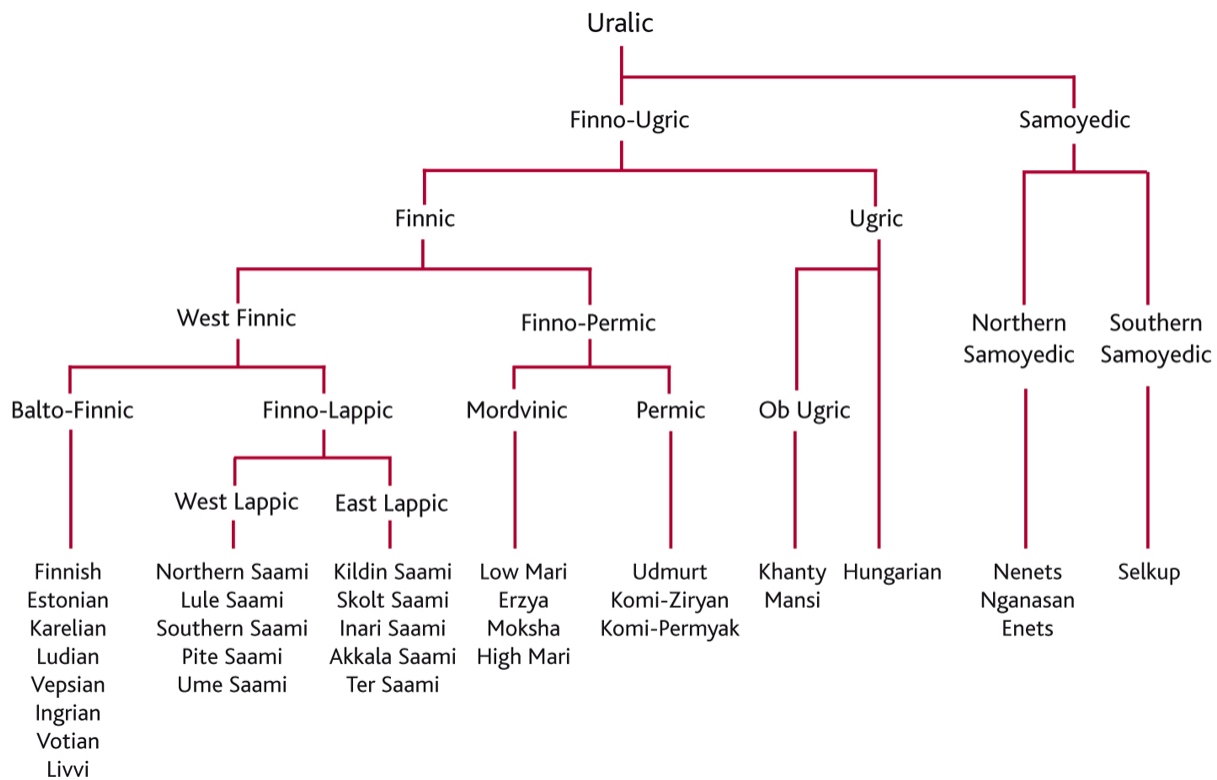 Uralic
Finno-Ugric
Samoyedic
Finnic
Ugric
West Finnic
Finno-Permic
Northern
Samoyedic
Southern
Samoyedic
Balto-Finnic
Finno-Lappic
Mordvinic
Permic
Ob Ugric
West Lappic
East Lappic
Finnish
Estonian
Karelian
Ludian
Vepsian
Ingrian
Votian
Livvi
Northern Saami
Lule Saami
Southern Saami
Pite Saami
Ume Saami
Kildin Saami
Skolt Saami
Inari Saami
Akkala Saami
Ter Saami
Low Mari
Erzya
Moksha
High Mari
Udmurt
Komi-Ziryan
Komi-Permyak
Khanty
Mansi
Hungarian
Nenets
Nganasan
Enets
Selkup